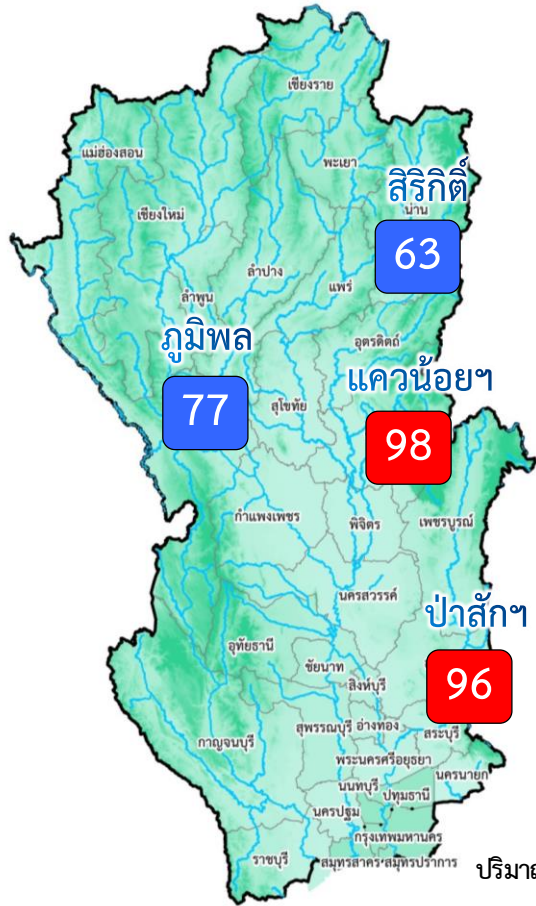 เชียงราย
แม่ฮ่องสอน
พะเยา
สิริกิติ์
น่าน
เชียงใหม่
63
ลำปาง
แพร่
ลำพูน
ภูมิพล
อุตรดิตถ์
แควน้อยฯ
77
สุโขทัย
98
กำแพงเพชร
พิจิตร
เพชรบูรณ์
นครสวรรค์
ป่าสักฯ
อุทัยธานี
ชัยนาท
สิงห์บุรี
96
สุพรรณบุรี
อ่างทอง
สระบุรี
กาญจนบุรี
พระนครศรีอยุธยา
นครนายก
นนทบุรี
ปทุมธานี
นครปฐม
กรุงเทพมหานคร
ราชบุรี
สมุทรสาคร
สมุทรปราการ